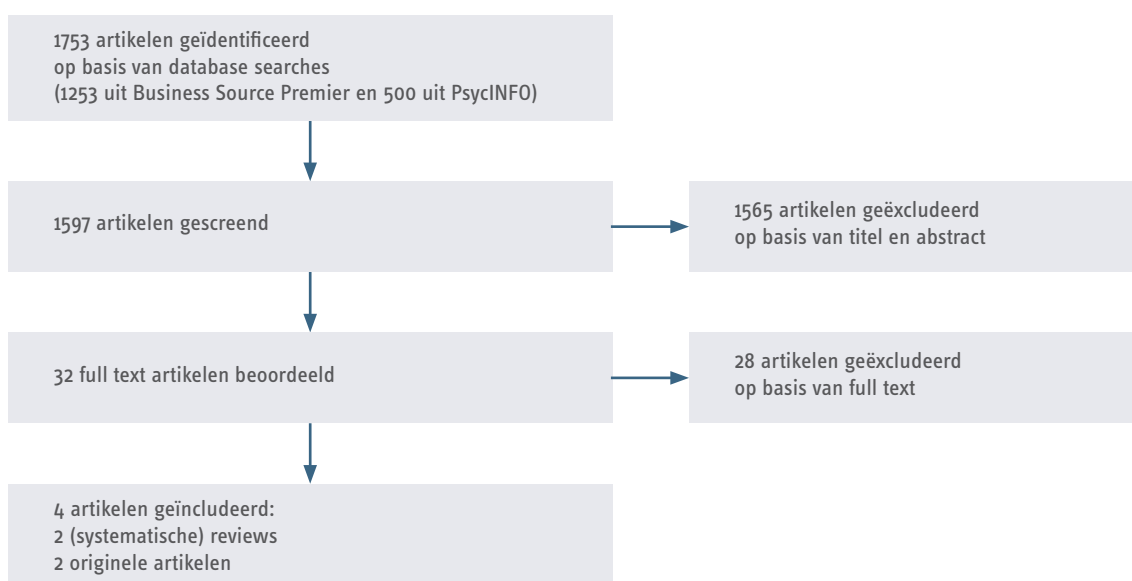 1753 artikelen geïdentificeerd
op basis van database searches
(1253 uit Business Source Premier en 500 uit PsycINFO)
1597 artikelen gescreend
1565 artikelen geëxcludeerd
op basis van titel en abstract
32 full text artikelen beoordeeld
28 artikelen geëxcludeerd
op basis van full text
4 artikelen geïncludeerd:
2 (systematische) reviews
2 originele artikelen